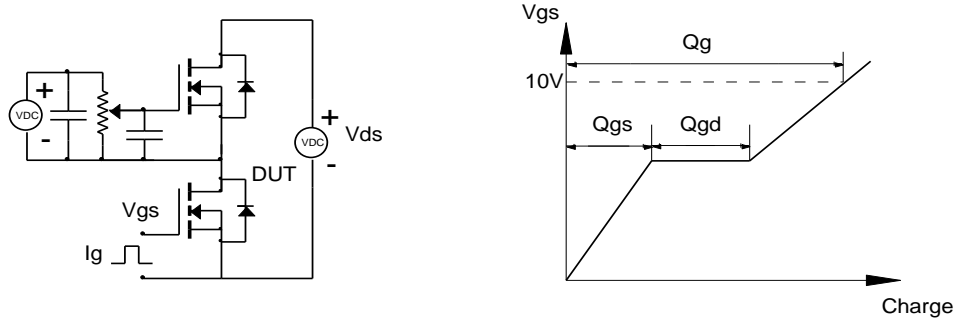 +
VDC
-
+
VDC
-
Vds
DUT
Vgs
Ig
Vgs
Qg
10V
Qgs
Qgd
Charge